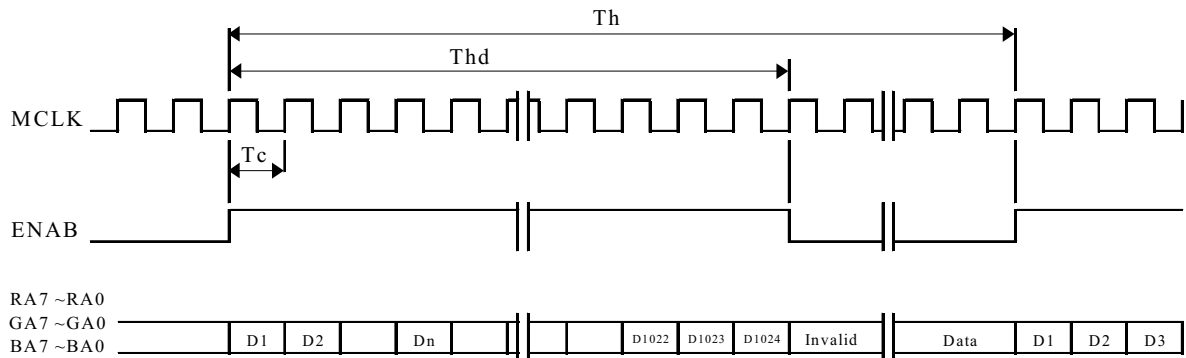 Th
Thd
MCLK
Tc
ENAB
RA7 ~RA0
GA7 ~GA0
BA7 ~BA0
D1 D2 Dn D1022 D1023 D1024 Invalid Data D1 D2 D3